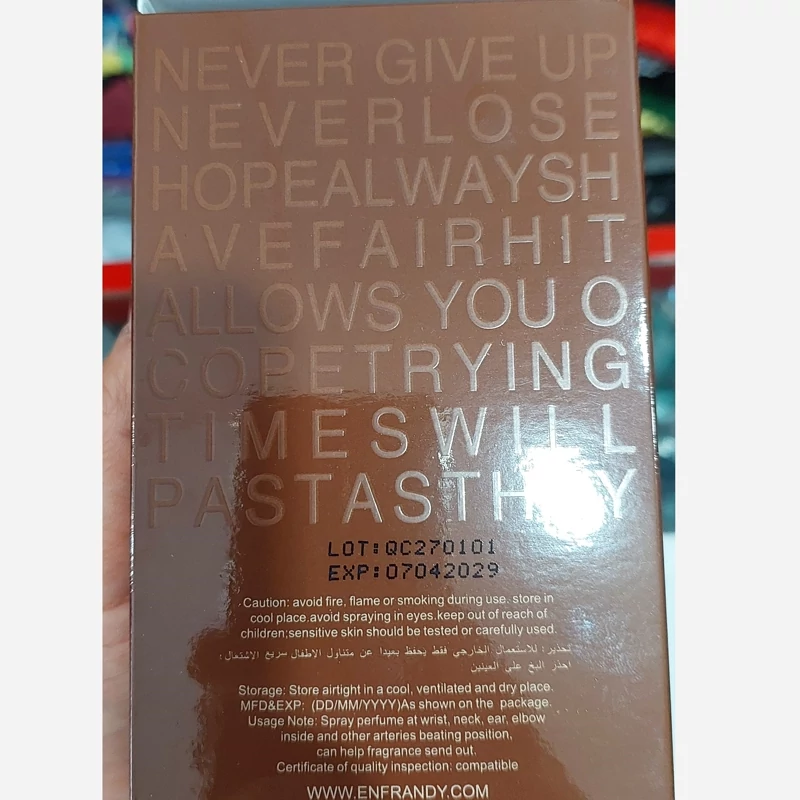 NEVER GIVE UP
NEVERLOSE
HOPEALWAYSH
AVEFAIRHIT
ALLOWS YOU O
COPETRYING
TIMESWILL
PASTASTHEY
LOT:QC270101
EXP:07042029
Caution: avoid fire, flame or smoking during use. store in
cool place.avoid spraying in eyes.keep out of reach of
children;sensitive skin should be tested or carefully used.
تحذير: للاستعمال الخارجي فقط يحفظ بميدا عن متناول الاطفال سريع الاشتعال:
احذر البخ على العينين
Storage: Store airtight in a cool, ventilated and dry place.
MFD&EXP: (DD/MM/YYYY)As shown on the package.
Usage Note: Spray perfume at wrist, neck, ear, elbow
inside and other arteries beating position,
can help fragrance send out.
Certificate of quality inspection: compatible
WWW.ENFRANDY.COM